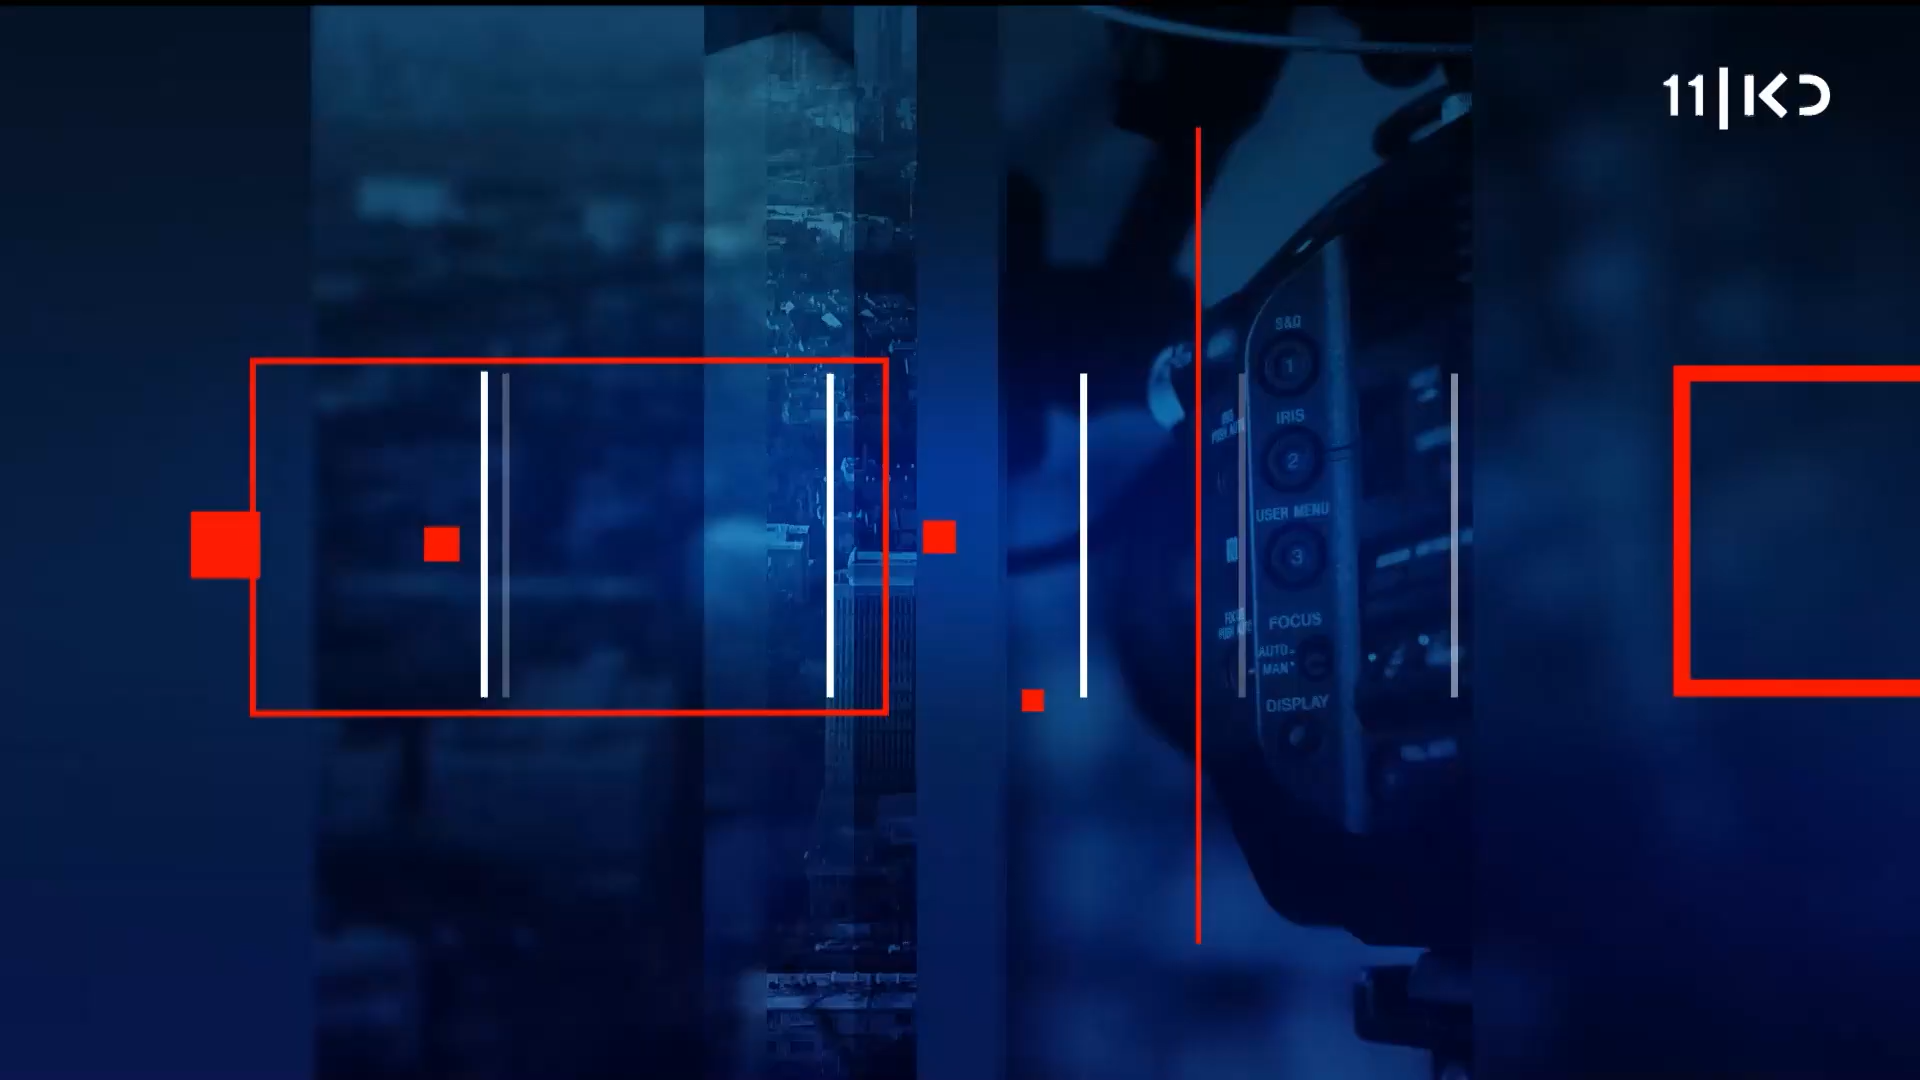 כאן|11
S&Q
1
IRIS
2
USER MENU
3
FOCUS
AUTO
MAN
DISPLAY